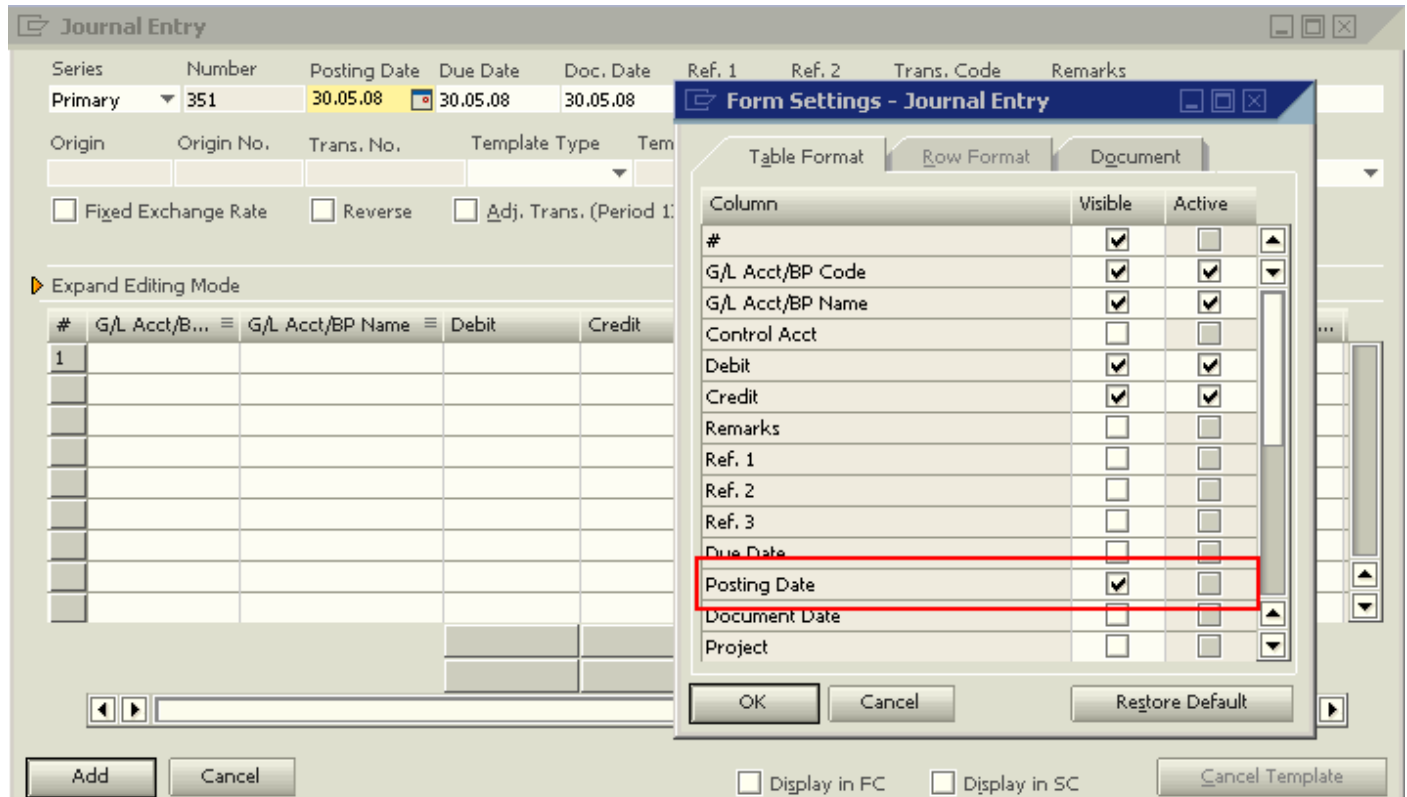 Journal Entry
Series Number Posting Date Due Date Doc. Date Ref. 1 Ref. 2 Trans. Code Remarks
Primary 351 30.05.08 30.05.08 30.05.08
Origin Origin No. Trans. No. Template Type Tem
Fixed Exchange Rate Reverse Adj. Trans. (Period 1
Expand Editing Mode
# G/L Acct/B... G/L Acct/BP Name Debit Credit ...
1
Add Cancel Display in FC Display in SC Cancel Template
Form Settings - Journal Entry
Table Format Row Format Document
Column Visible Active
#
G/L Acct/BP Code
G/L Acct/BP Name
Control Acct
Debit
Credit
Remarks
Ref. 1
Ref. 2
Ref. 3
Due Date
Posting Date
Document Date
Project
OK Cancel Restore Default